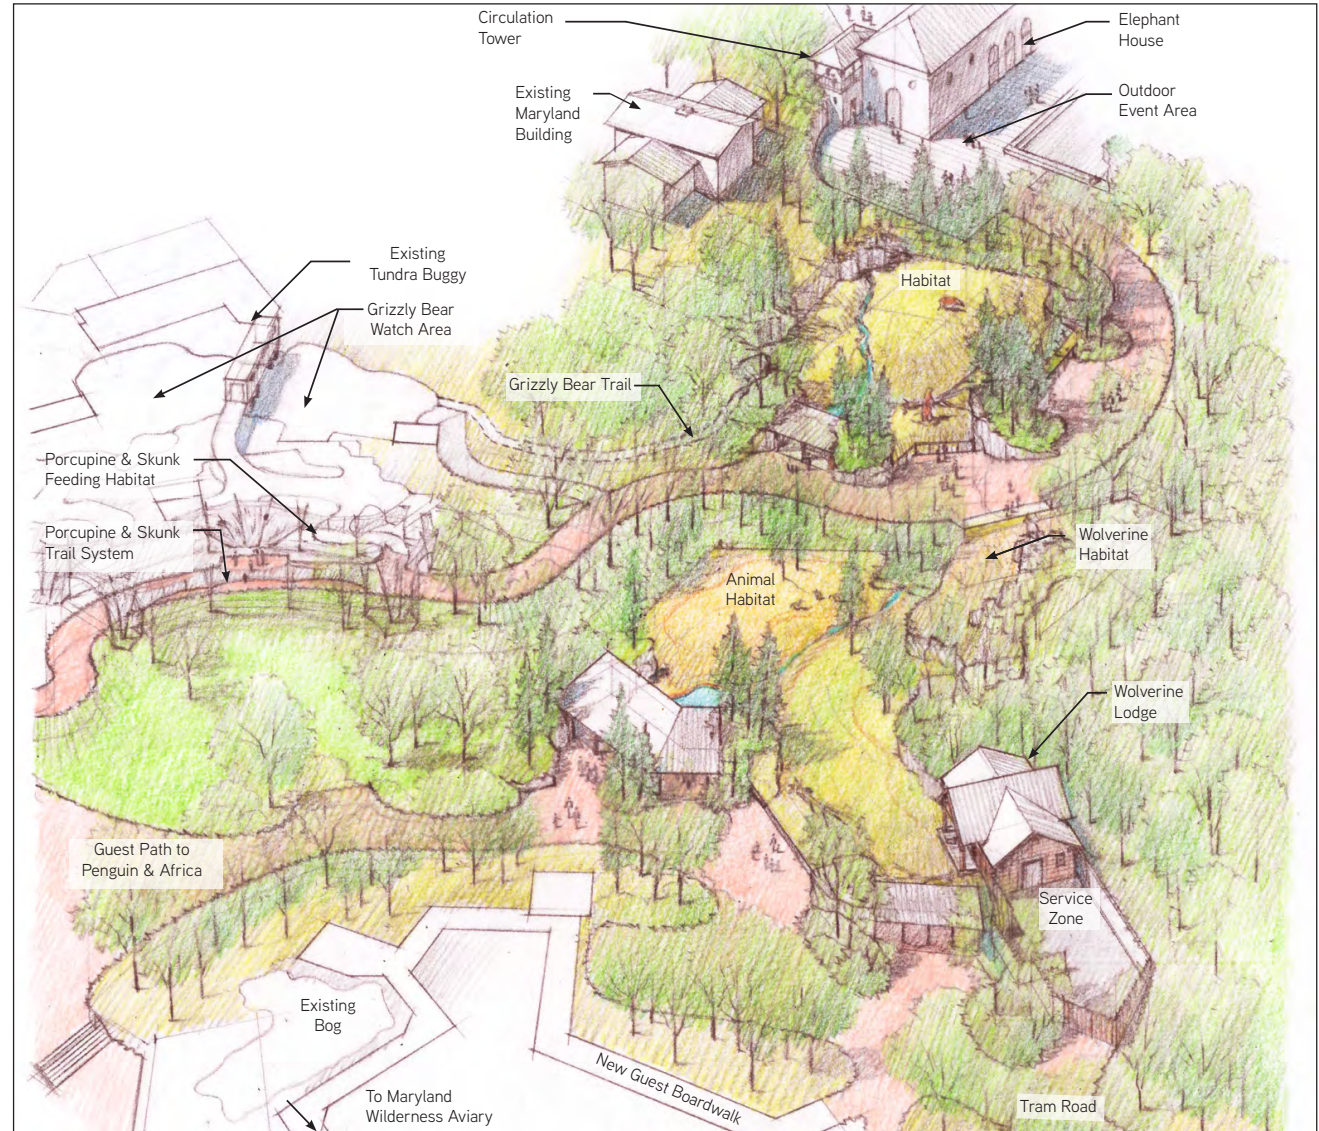 Circulation
Tower
Elephant
House
Existing
Maryland
Building
Outdoor
Event Area
Existing
Tundra Buggy
Habitat
Grizzly Bear
Watch Area
Grizzly Bear Trail
Porcupine & Skunk
Feeding Habitat
Porcupine & Skunk
Trail System
Wolverine
Habitat
Animal
Habitat
Wolverine
Lodge
Guest Path to
Penguin & Africa
Service
Zone
Existing
Bog
New Guest Boardwalk
To Maryland
Wilderness Aviary
Tram Road